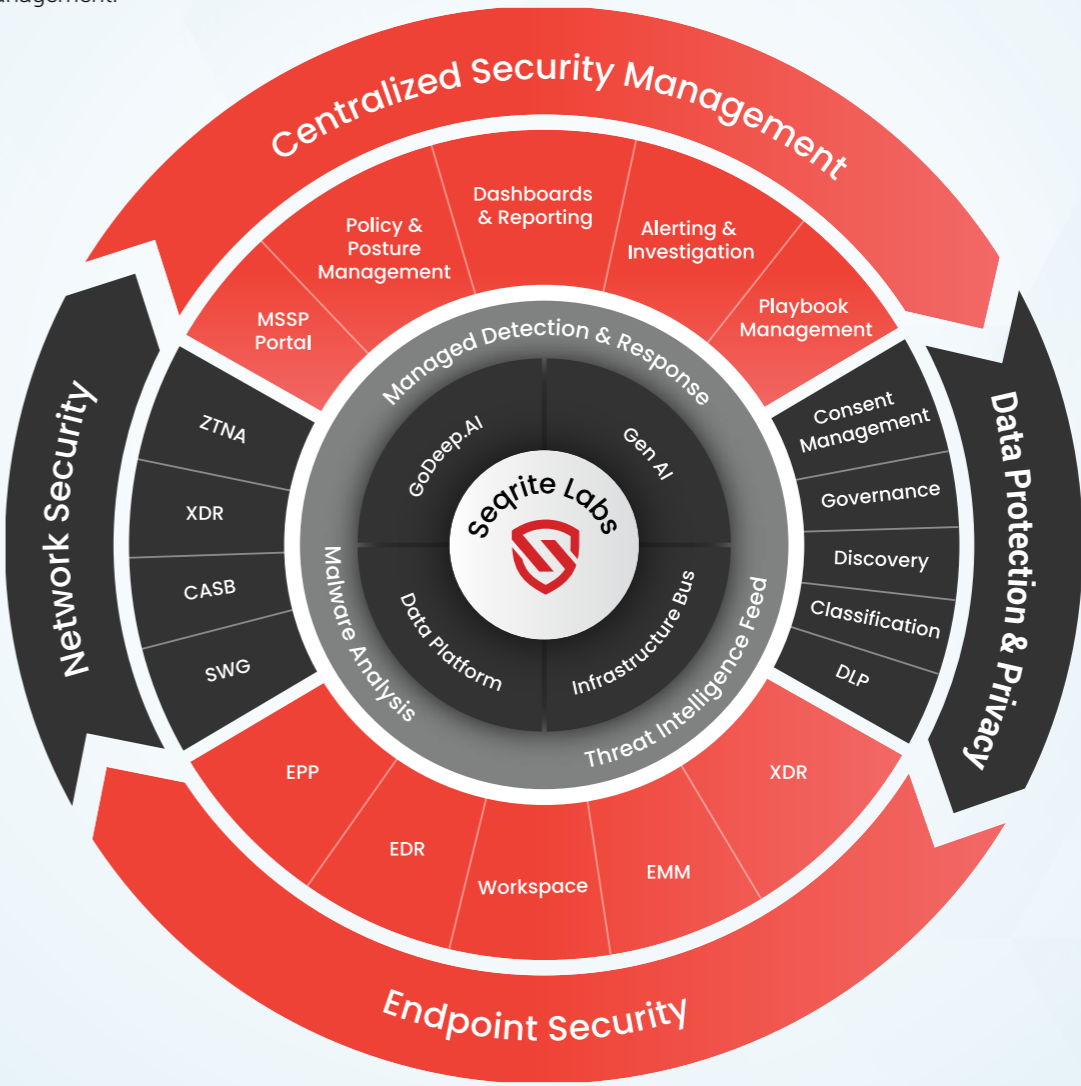 Centralized Security Management
Dashboards
& Reporting
Policy &
Posture
Management
Alerting &
Investigation
MSSP
Portal
Playbook
Management
Data Protection & Privacy
Consent
Management
Governance
Discovery
Classification
DLP
Endpoint Security
EPP
EDR
Workspace
EMM
XDR
Network Security
ZTNA
XDR
CASB
SWG
Managed Detection & Response
Malware Analysis
Threat Intelligence Feed
GoDeep.AI
Gen AI
Data Platform
Infrastructure Bus
Seqrite Labs